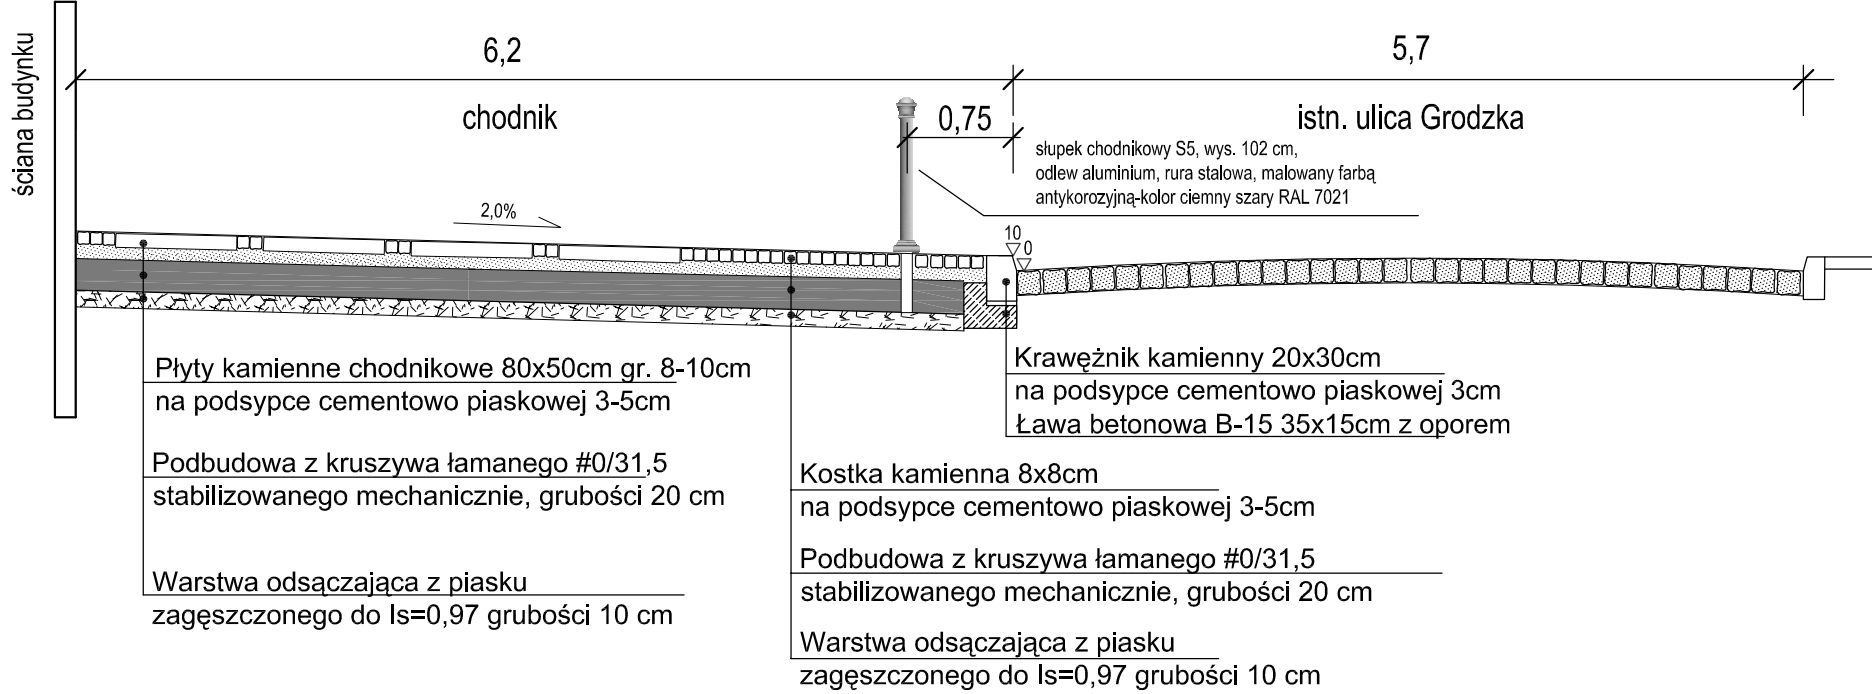 ściana budynku
6,2
5,7
chodnik
0,75
istn. ulica Grodzka
słupek chodnikowy S5, wys. 102 cm,
odlew aluminium, rura stalowa, malowany farbą
antykorozyjną-kolor ciemny szary RAL 7021
2,0%
10
0
Płyty kamienne chodnikowe 80x50cm gr. 8-10cm
na podsypce cementowo piaskowej 3-5cm
Podbudowa z kruszywa łamanego #0/31,5
stabilizowanego mechanicznie, grubości 20 cm
Warstwa odsączająca z piasku
zagęszczonego do Is=0,97 grubości 10 cm
Krawężnik kamienny 20x30cm
na podsypce cementowo piaskowej 3cm
Ława betonowa B-15 35x15cm z oporem
Kostka kamienna 8x8cm
na podsypce cementowo piaskowej 3-5cm
Podbudowa z kruszywa łamanego #0/31,5
stabilizowanego mechanicznie, grubości 20 cm
Warstwa odsączająca z piasku
zagęszczonego do Is=0,97 grubości 10 cm